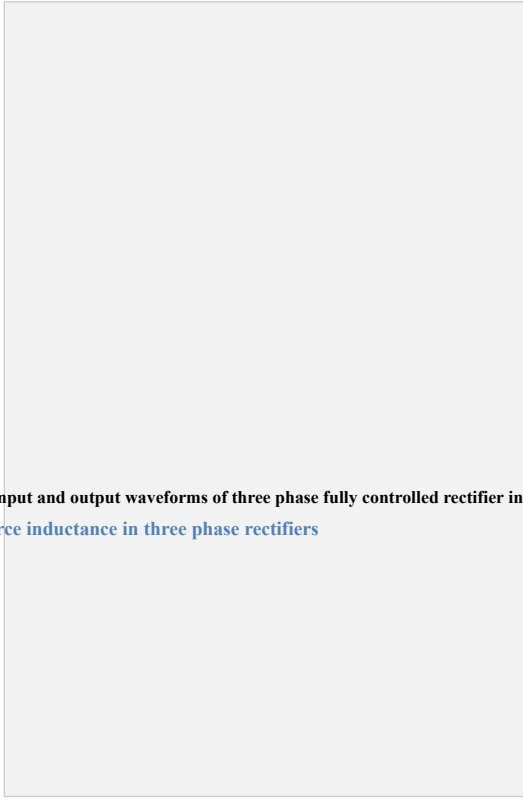 nput and output waveforms of three phase fully controlled rectifier in
rce inductance in three phase rectifiers